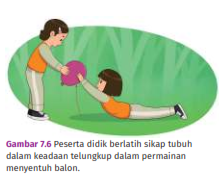 Gambar 7.6 Peserta didik berlatih sikap tubuh
dalam keadaan telungkup dalam permainan
menyentuh balon.